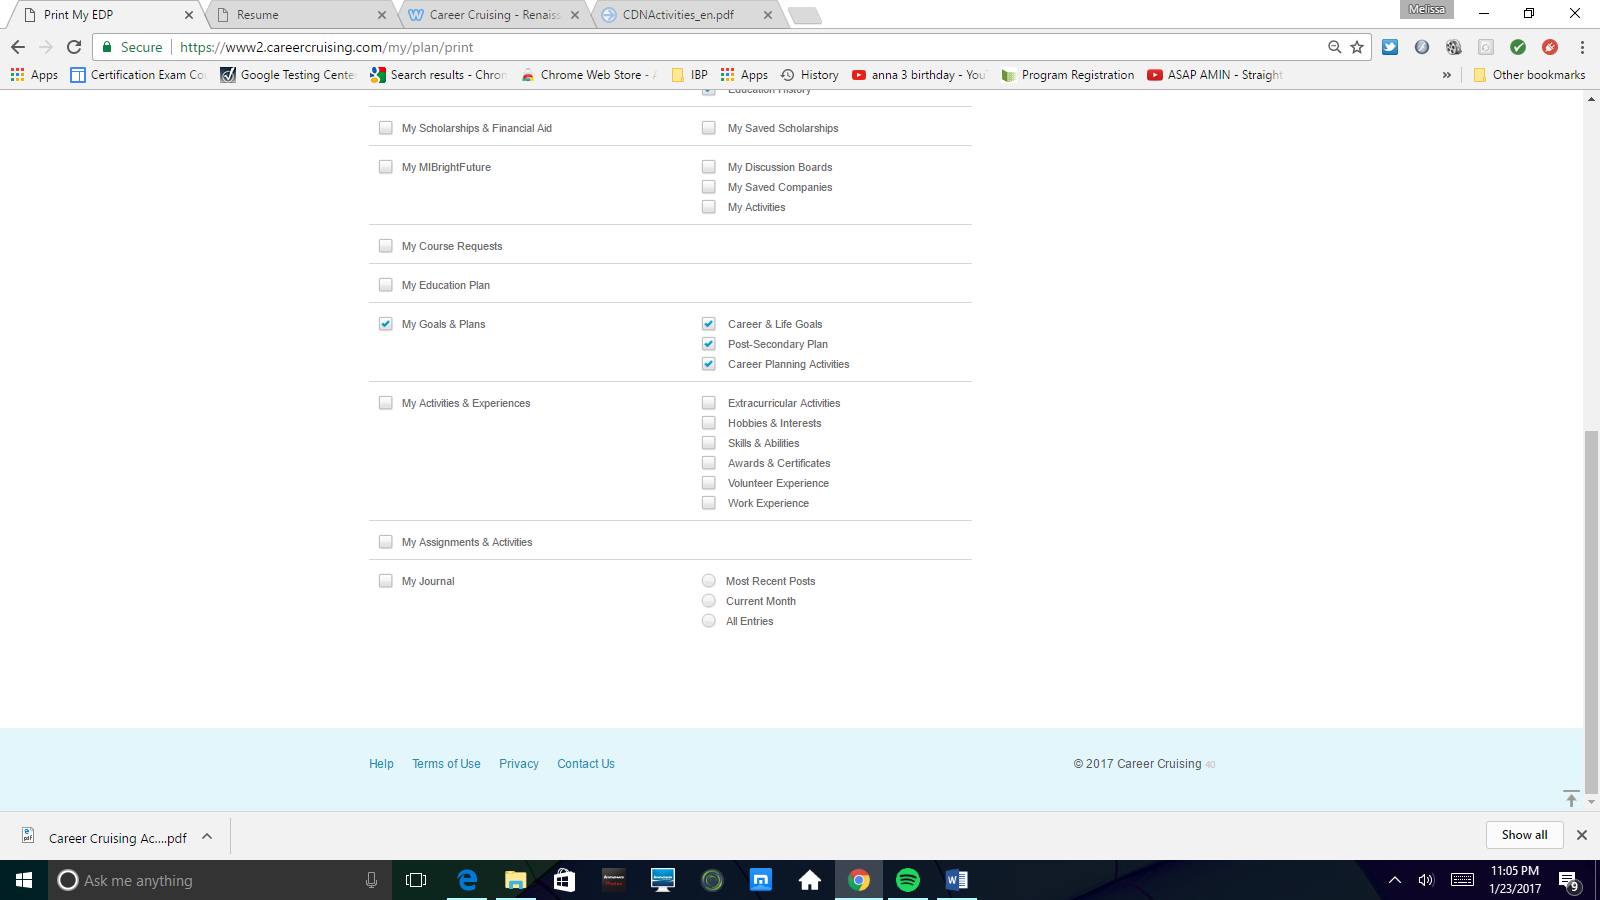 Print My EDP
Resume
Career Cruising - Renaiss
CDNActivities_en.pdf
Melissa
Secure https://www2.careercruising.com/my/plan/print
Apps Certification Exam Co Google Testing Cente Search results - Chron Chrome Web Store - A IBP Apps History anna 3 birthday - You Program Registration ASAP AMIN - Straight » Other bookmarks
Education History
My Scholarships & Financial Aid My Saved Scholarships
My MIBrightFuture My Discussion Boards
My Saved Companies
My Activities
My Course Requests
My Education Plan
My Goals & Plans Career & Life Goals
Post-Secondary Plan
Career Planning Activities
My Activities & Experiences Extracurricular Activities
Hobbies & Interests
Skills & Abilities
Awards & Certificates
Volunteer Experience
Work Experience
My Assignments & Activities
My Journal Most Recent Posts
Current Month
All Entries
Help Terms of Use Privacy Contact Us © 2017 Career Cruising 40
Career Cruising Ac....pdf Show all
Ask me anything
11:05 PM
1/23/2017
9